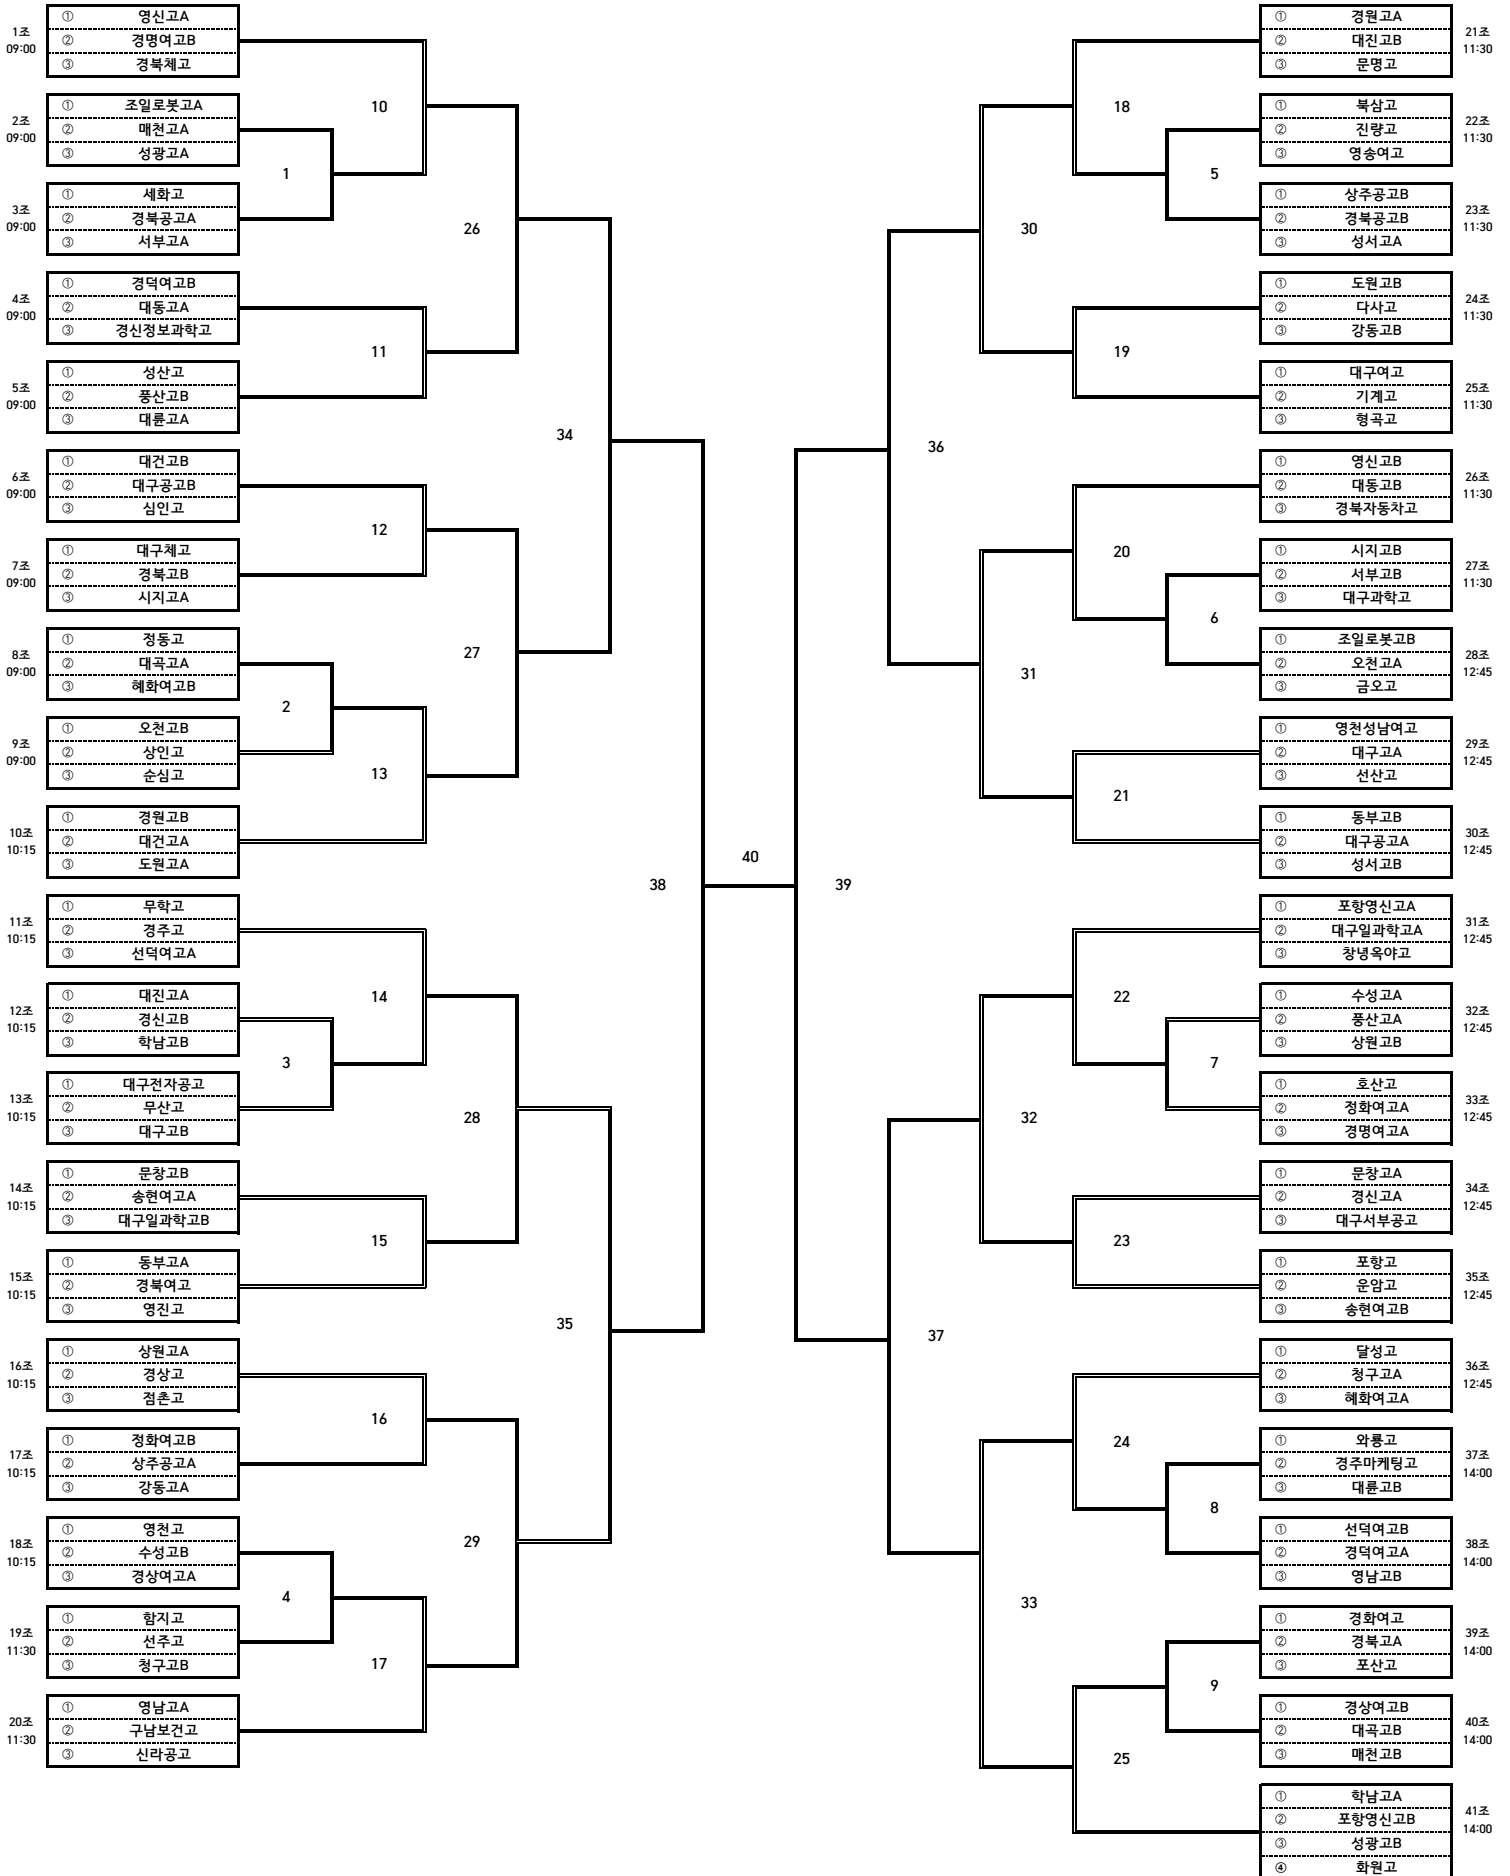 1조
09:00
① 영신고A
② 경명여고B
③ 경북체고
2조
09:00
① 조일로봇고A
② 매천고A
③ 성광고A
3조
09:00
① 세화고
② 경북공고A
③ 서부고A
4조
09:00
① 경덕여고B
② 대동고A
③ 경신정보과학고
5조
09:00
① 성산고
② 풍산고B
③ 대륜고A
6조
09:00
① 대건고B
② 대구공고B
③ 심인고
7조
09:00
① 대구체고
② 경북고B
③ 시지고A
8조
09:00
① 정동고
② 대곡고A
③ 혜화여고B
9조
09:00
① 오천고B
② 상인고
③ 순심고
10조
10:15
① 경원고B
② 대건고A
③ 도원고A
11조
10:15
① 무학고
② 경주고
③ 선덕여고A
12조
10:15
① 대진고A
② 경신고B
③ 학남고B
13조
10:15
① 대구전자공고
② 무산고
③ 대구고B
14조
10:15
① 문창고B
② 송현여고A
③ 대구일과학고B
15조
10:15
① 동부고A
② 경북여고
③ 영진고
16조
10:15
① 상원고A
② 경상고
③ 점촌고
17조
10:15
① 정화여고B
② 상주공고A
③ 강동고A
18조
10:15
① 영천고
② 수성고B
③ 경상여고A
19조
11:30
① 함지고
② 선주고
③ 청구고B
20조
11:30
① 영남고A
② 구남보건고
③ 신라공고
1
2
3
4
10
11
12
13
14
15
16
17
26
27
28
29
34
35
38
40
39
36
37
30
31
32
33
18
19
20
21
22
23
24
25
5
6
7
8
9
① 경원고A
② 대진고B
③ 문명고
21조
11:30
① 북삼고
② 진량고
③ 영송여고
22조
11:30
① 상주공고B
② 경북공고B
③ 성서고A
23조
11:30
① 도원고B
② 다사고
③ 강동고B
24조
11:30
① 대구여고
② 기계고
③ 형곡고
25조
11:30
① 영신고B
② 대동고B
③ 경북자동차고
26조
11:30
① 시지고B
② 서부고B
③ 대구과학고
27조
11:30
① 조일로봇고B
② 오천고A
③ 금오고
28조
12:45
① 영천성남여고
② 대구고A
③ 선산고
29조
12:45
① 동부고B
② 대구공고A
③ 성서고B
30조
12:45
① 포항영신고A
② 대구일과학고A
③ 창녕옥야고
31조
12:45
① 수성고A
② 풍산고A
③ 상원고B
32조
12:45
① 호산고
② 정화여고A
③ 경명여고A
33조
12:45
① 문창고A
② 경신고A
③ 대구서부공고
34조
12:45
① 포항고
② 운암고
③ 송현여고B
35조
12:45
① 달성고
② 청구고A
③ 혜화여고A
36조
12:45
① 와룡고
② 경주마케팅고
③ 대륜고B
37조
14:00
① 선덕여고B
② 경덕여고A
③ 영남고B
38조
14:00
① 경화여고
② 경북고A
③ 포산고
39조
14:00
① 경상여고B
② 대곡고B
③ 매천고B
40조
14:00
① 학남고A
② 포항영신고B
③ 성광고B
④ 화원고
41조
14:00